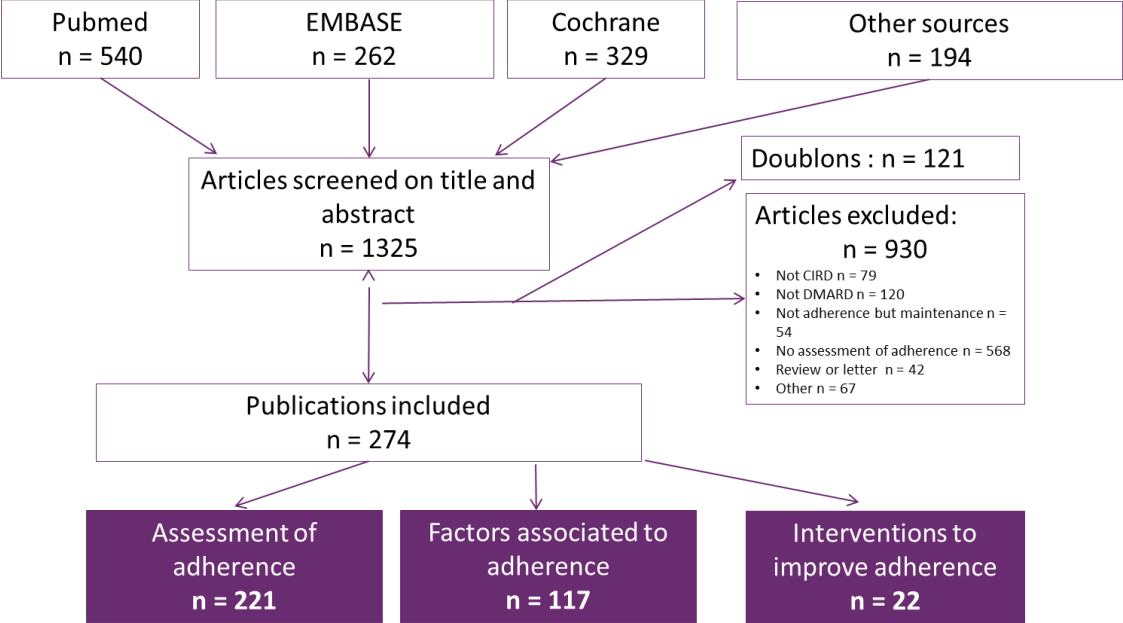 Pubmed
n = 540
EMBASE
n = 262
Cochrane
n = 329
Other sources
n = 194
Articles screened on title and
abstract
n = 1325
Doublons : n = 121
Articles excluded:
n = 930
• Not CIRD n = 79
• Not DMARD n = 120
• Not adherence but maintenance n =
54
• No assessment of adherence n = 568
• Review or letter n = 42
• Other n = 67
Publications included
n = 274
Assessment of
adherence
n = 221
Factors associated to
adherence
n = 117
Interventions to
improve adherence
n = 22